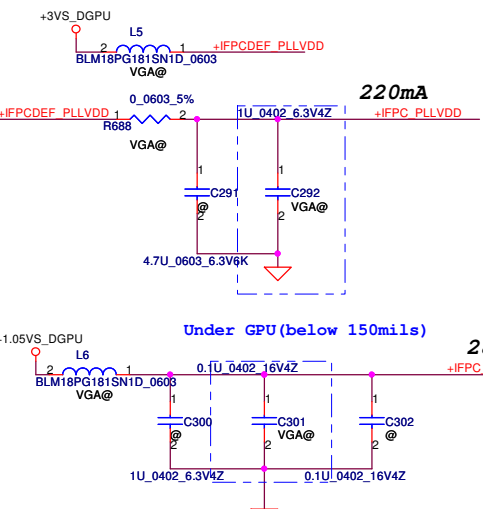 +3VS_DGPU
L5
2 1 +IFPCDEF_PLLVDD
BLM18PG181SN1D_0603
VGA@
220mA
0_0603_5%
+IFPCDEF_PLLVDD 1 2 1U_0402_6.3V4Z +IFPC_PLLVDD
R688
VGA@
1 1
C291 C292
@ VGA@
2 2
4.7U_0603_6.3V6K
Under GPU(below 150mils)
1.05VS_DGPU
L6
2 1 0.1U_0402_16V4Z +IFPC
BLM18PG181SN1D_0603
VGA@
1 1 1
C300 C301 C302
@ VGA@ @
2 2 2
1U_0402_6.3V4Z 0.1U_0402_16V4Z